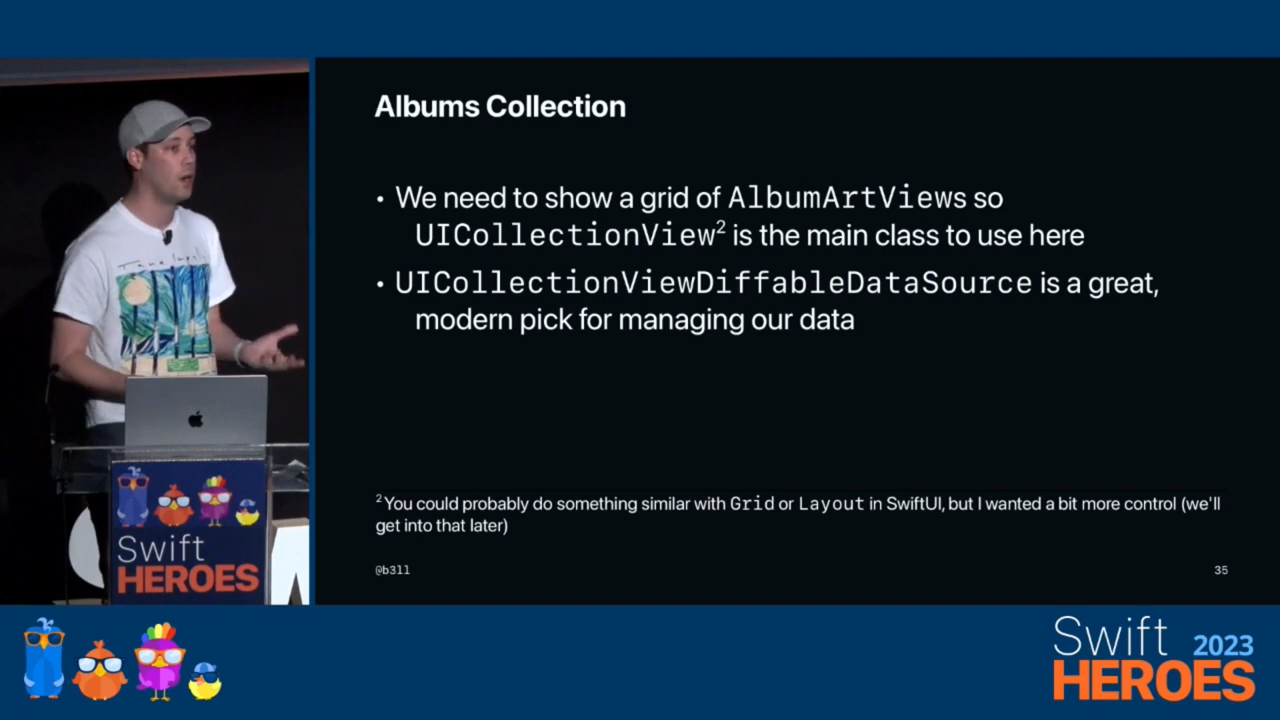 Albums Collection
• We need to show a grid of AlbumArtViews so
UICollectionView² is the main class to use here
• UICollectionViewDiffableDataSource is a great,
modern pick for managing our data
² You could probably do something similar with Grid or Layout in SwiftUI, but I wanted a bit more control (we'll
get into that later)
@b3ll
35
Swift
HEROES
Swift 2023
HEROES